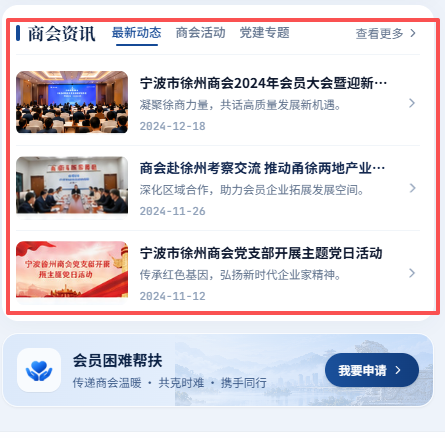 商会资讯 最新动态 商会活动 党建专题 查看更多
宁波市徐州商会2024年会员大会暨迎新…
凝聚徐商力量，共话高质量发展新机遇。
2024-12-18
商会赴徐州考察交流 推动甬徐两地产业…
深化区域合作，助力会员企业拓展发展空间。
2024-11-26
宁波徐州商会党支部开展
主题党日活动
宁波市徐州商会党支部开展主题党日活动
传承红色基因，弘扬新时代企业家精神。
2024-11-12
会员困难帮扶
传递商会温暖 · 共克时难 · 携手同行
我要申请